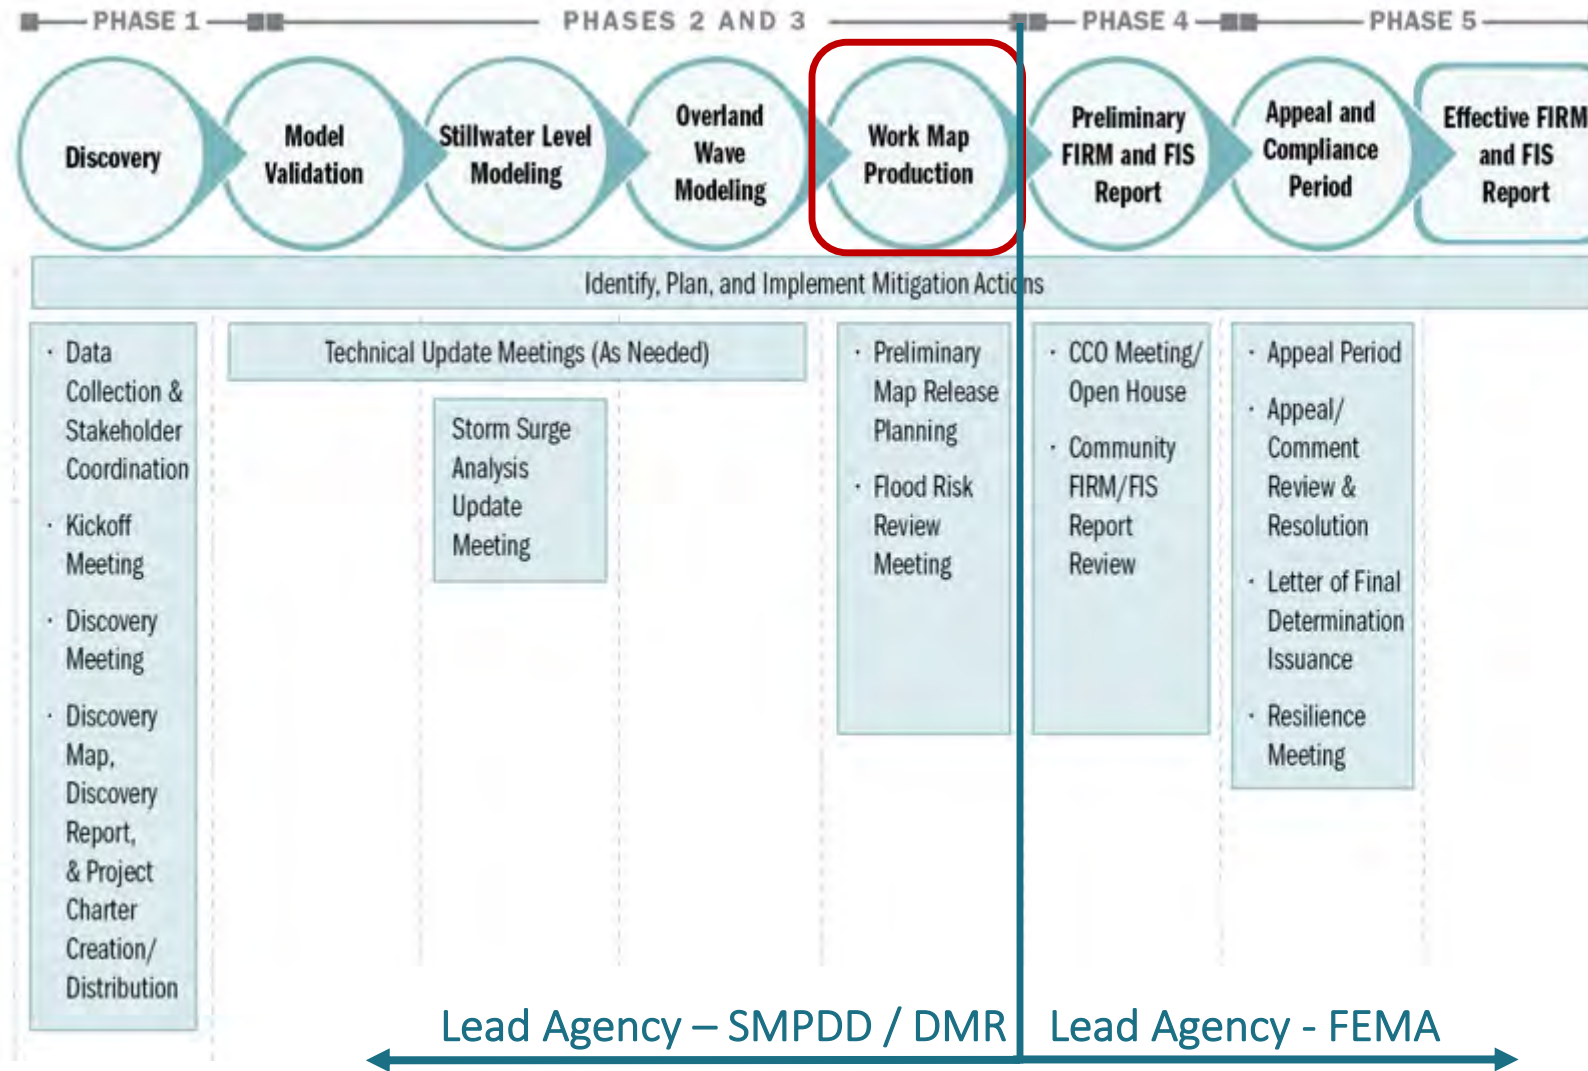 PHASE 1
PHASES 2 AND 3
PHASE 4
PHASE 5
Discovery
Model
Validation
Stillwater Level
Modeling
Overland
Wave
Modeling
Work Map
Production
Preliminary
FIRM and FIS
Report
Appeal and
Compliance
Period
Effective FIRM
and FIS
Report
Identify, Plan, and Implement Mitigation Actions
· Data
Collection &
Stakeholder
Coordination
· Kickoff
Meeting
· Discovery
Meeting
· Discovery
Map,
Discovery
Report,
& Project
Charter
Creation/
Distribution
Technical Update Meetings (As Needed)
Storm Surge
Analysis
Update
Meeting
· Preliminary
Map Release
Planning
· Flood Risk
Review
Meeting
· CCO Meeting/
Open House
· Community
FIRM/FIS
Report
Review
· Appeal Period
· Appeal/
Comment
Review &
Resolution
· Letter of Final
Determination
Issuance
· Resilience
Meeting
Lead Agency – SMPDD / DMR
Lead Agency - FEMA